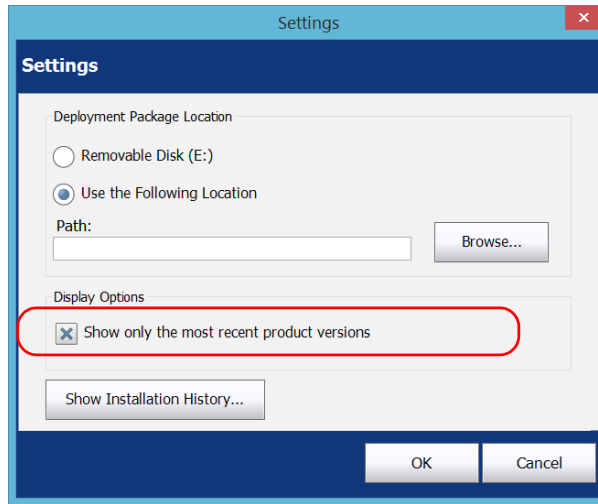 Settings
Settings
Deployment Package Location
Removable Disk (E:)
Use the Following Location
Path:
Browse...
Display Options
Show only the most recent product versions
Show Installation History...
OK Cancel